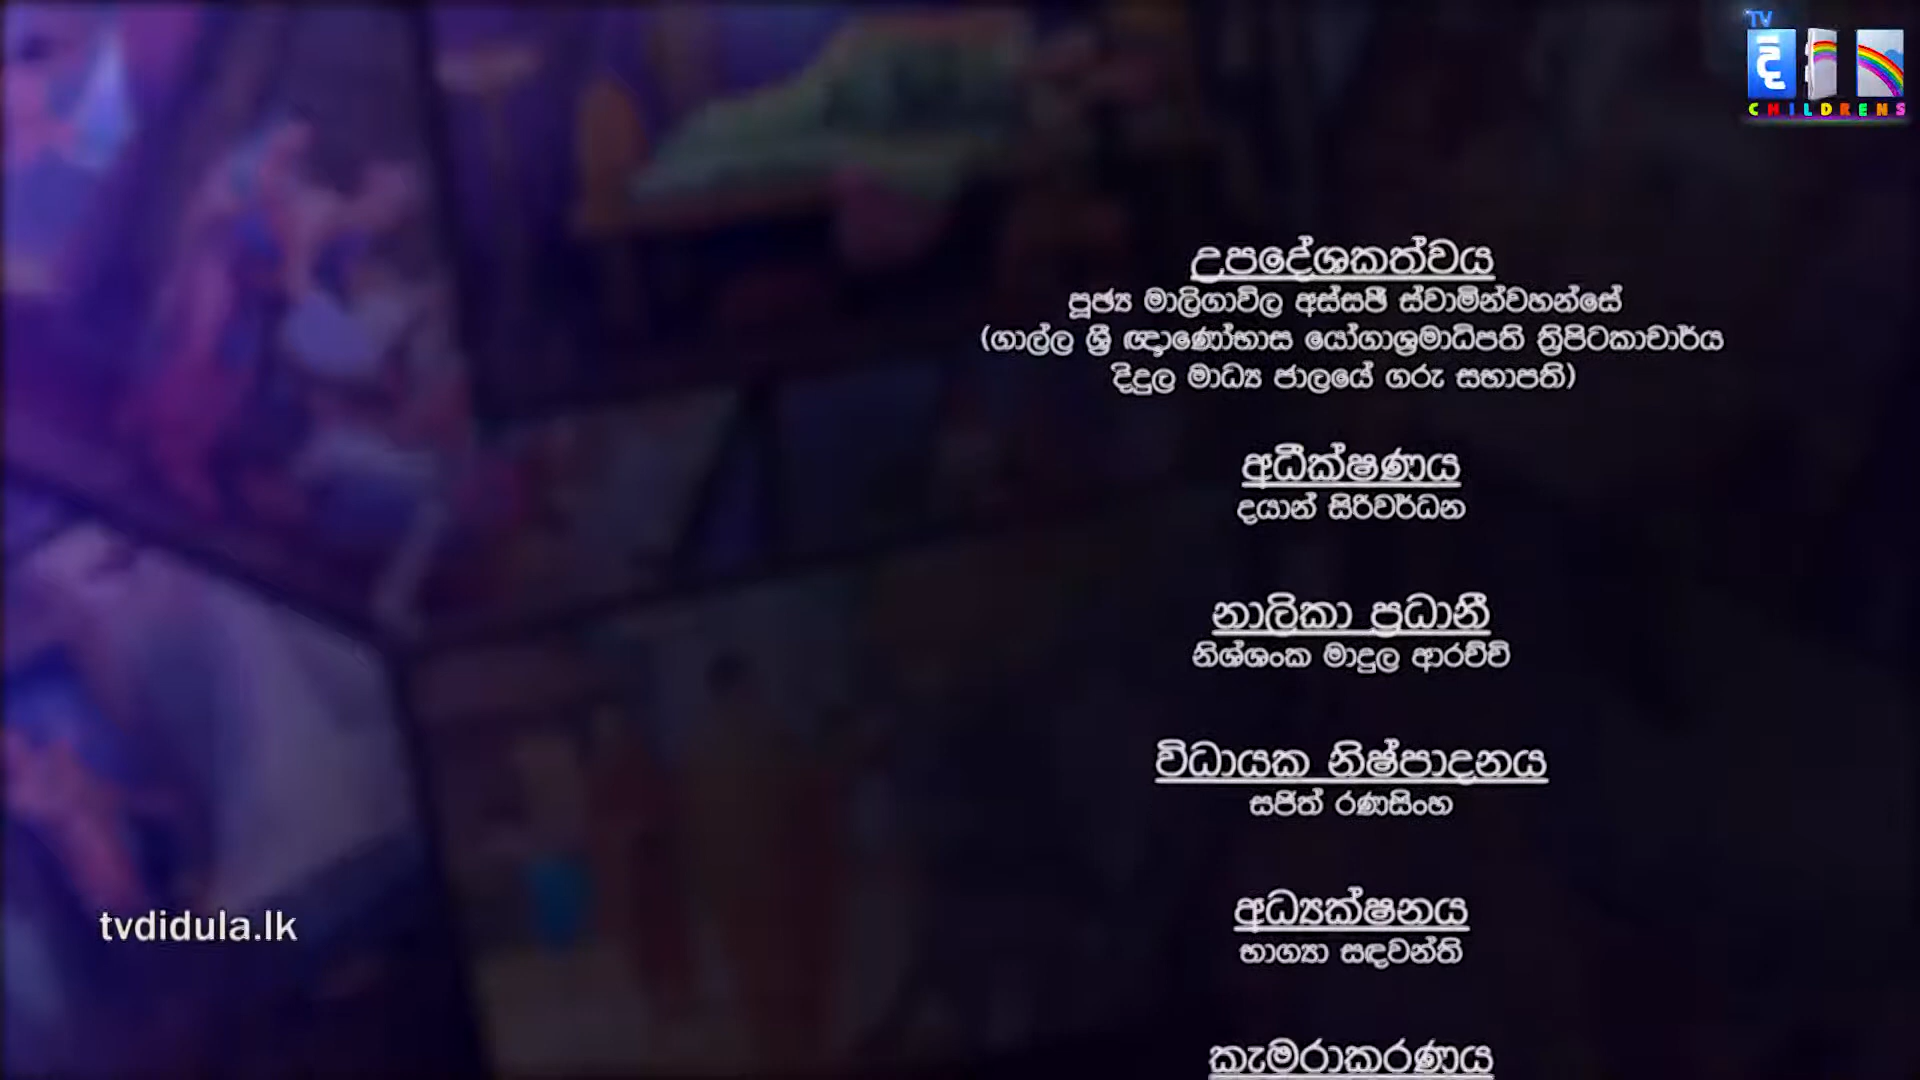 TV
දි
CHILDRENS
උපදේශකත්වය
පූජ්‍ය මාලිගාවිල අස්සජී ස්වාමින්වහන්සේ
(ගාල්ල ශ්‍රී ඥාණෝභාස යෝගාශ්‍රමාධිපති ත්‍රිපිටකාචාර්ය
දිදුල මාධ්‍ය ජාලයේ ගරු සභාපති)
අධීක්ෂණය
දයාන් සිරිවර්ධන
නාලිකා ප්‍රධානී
නිශ්ශංක මාදුල ආරච්චි
විධායක නිෂ්පාදනය
සජිත් රණසිංහ
අධ්‍යක්ෂනය
භාග්‍යා සඳවන්ති
tvdidula.lk
කැමරාකරණය